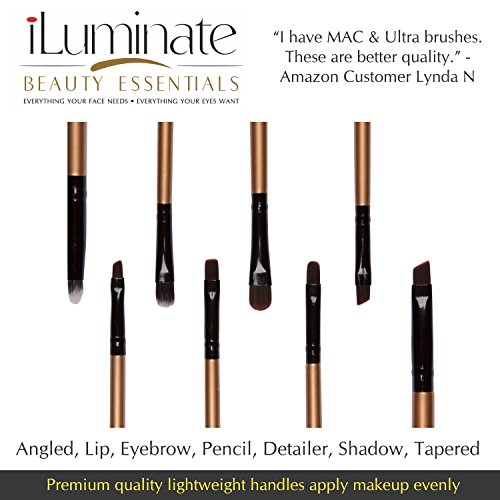 iLuminate
BEAUTY ESSENTIALS
EVERYTHING YOUR FACE NEEDS • EVERYTHING YOUR EYES WANT
“I have MAC & Ultra brushes.
These are better quality.” -
Amazon Customer Lynda N
Angled, Lip, Eyebrow, Pencil, Detailer, Shadow, Tapered
Premium quality lightweight handles apply makeup evenly